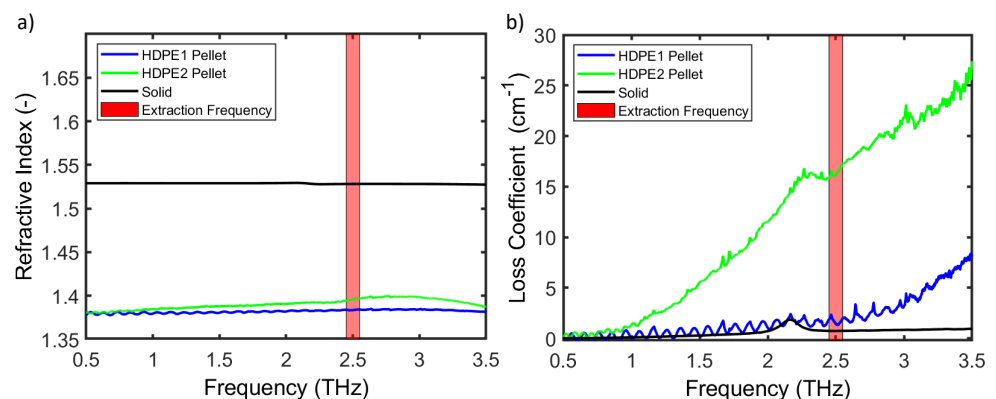 a)
1.65
1.6
1.55
1.5
1.45
1.4
1.35
Refractive Index (-)
HDPE1 Pellet
HDPE2 Pellet
Solid
Extraction Frequency
0.5 1 1.5 2 2.5 3 3.5
Frequency (THz)
b)
30
25
20
15
10
5
0
Loss Coefficient (cm⁻¹)
HDPE1 Pellet
HDPE2 Pellet
Solid
Extraction Frequency
0.5 1 1.5 2 2.5 3 3.5
Frequency (THz)